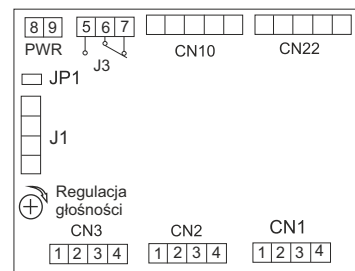 8 9
5 6 7
PWR
J3
CN10
CN22
JP1
J1
Regulacja
głośności
CN3
CN2
CN1
1 2 3 4
1 2 3 4
1 2 3 4